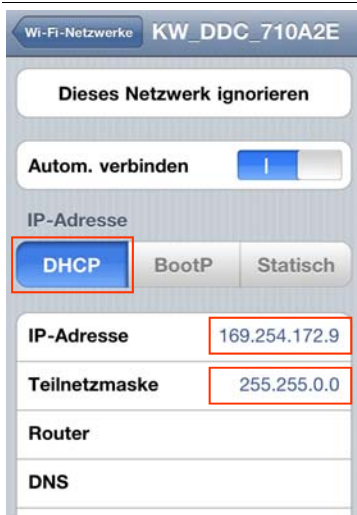 Wi-Fi-Netzwerke KW_DDC_710A2E
Dieses Netzwerk ignorieren
Autom. verbinden
IP-Adresse
DHCP BootP Statisch
IP-Adresse 169.254.172.9
Teilnetzmaske 255.255.0.0
Router
DNS